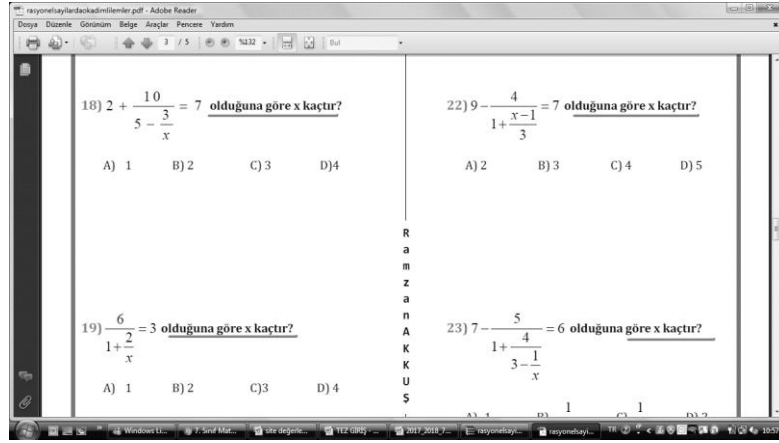 rasyonelsayilardaokadimlilemler.pdf - Adobe Reader
Dosya Düzenle Görünüm Belge Araçlar Pencere Yardım
3 / 5 %132 Bul
18) 2 + 10 / (5 − 3/x) = 7 olduğuna göre x kaçtır?
A) 1 B) 2 C) 3 D)4
19) 6 / (1 + 2/x) = 3 olduğuna göre x kaçtır?
A) 1 B) 2 C)3 D) 4
R
a
m
z
a
n
A
K
K
U
Ş
22) 9 − 4 / (1 + (x − 1)/3) = 7 olduğuna göre x kaçtır?
A) 2 B) 3 C) 4 D) 5
23) 7 − 5 / (1 + 4 / (3 − 1/x)) = 6 olduğuna göre x kaçtır?
1 1
Windows Li... 7. Sınıf Mat... site değerle... TEZ GİRİŞ -... 2017_2018_7... rasyonelsayı... rasyonelsayi... TR